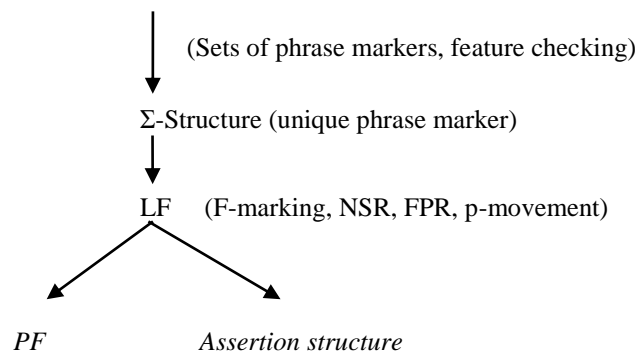 (Sets of phrase markers, feature checking)
Σ-Structure (unique phrase marker)
LF (F-marking, NSR, FPR, p-movement)
PF Assertion structure